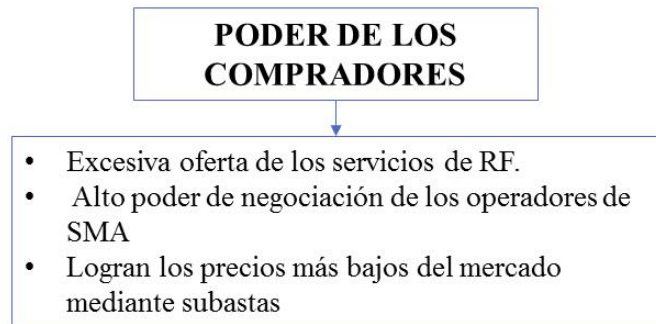 PODER DE LOS
COMPRADORES
• Excesiva oferta de los servicios de RF.
• Alto poder de negociación de los operadores de
SMA
• Logran los precios más bajos del mercado
mediante subastas